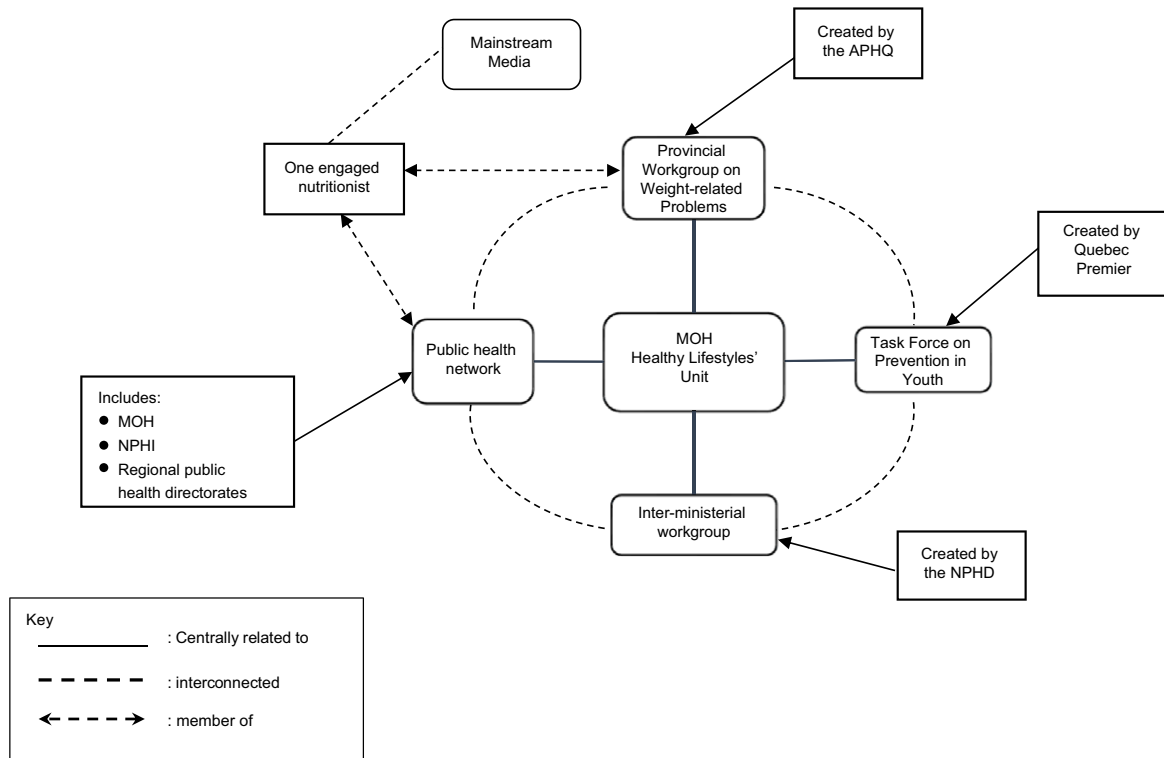 Mainstream
Media
Created by
the APHQ
One engaged
nutritionist
Provincial
Workgroup on
Weight-related
Problems
Created by
Quebec
Premier
Public health
network
MOH
Healthy Lifestyles’
Unit
Task Force on
Prevention in
Youth
Includes:
● MOH
● NPHI
● Regional public
health directorates
Inter-ministerial
workgroup
Created by
the NPHD
Key
: Centrally related to
: interconnected
: member of